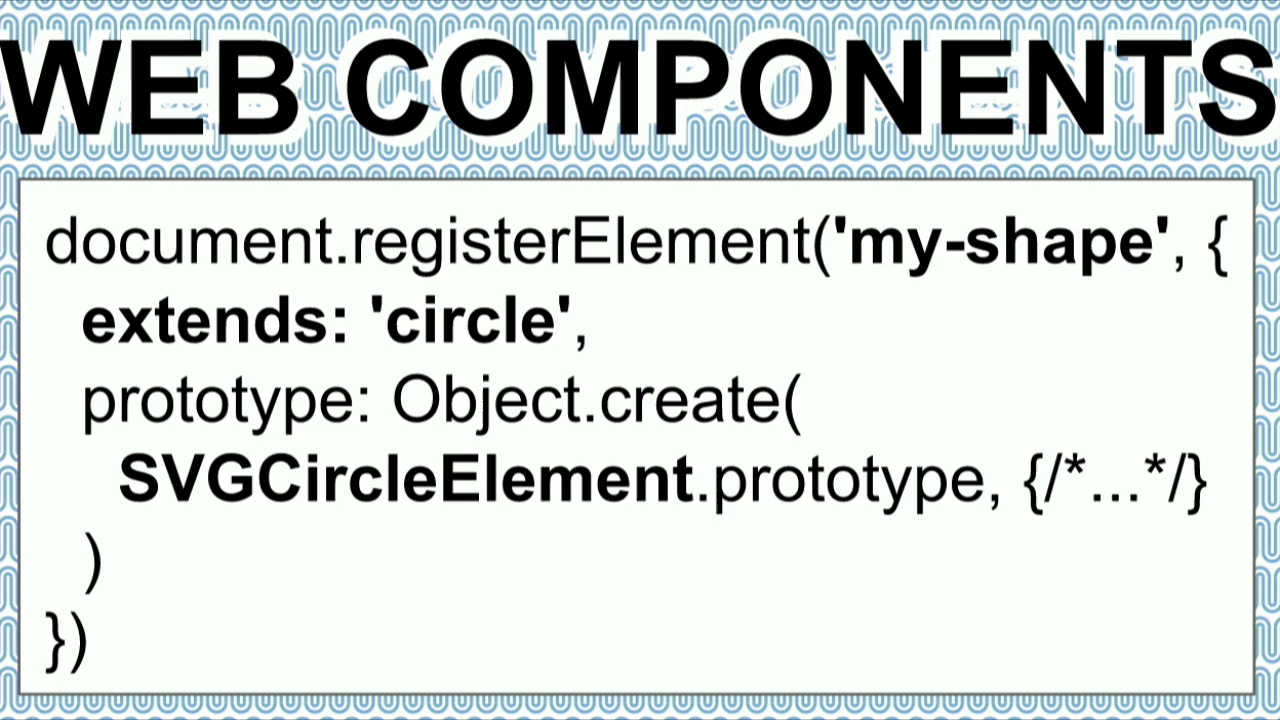 WEB COMPONENTS
document.registerElement('my-shape', {
extends: 'circle',
prototype: Object.create(
SVGCircleElement.prototype, {/*...*/}
)
})